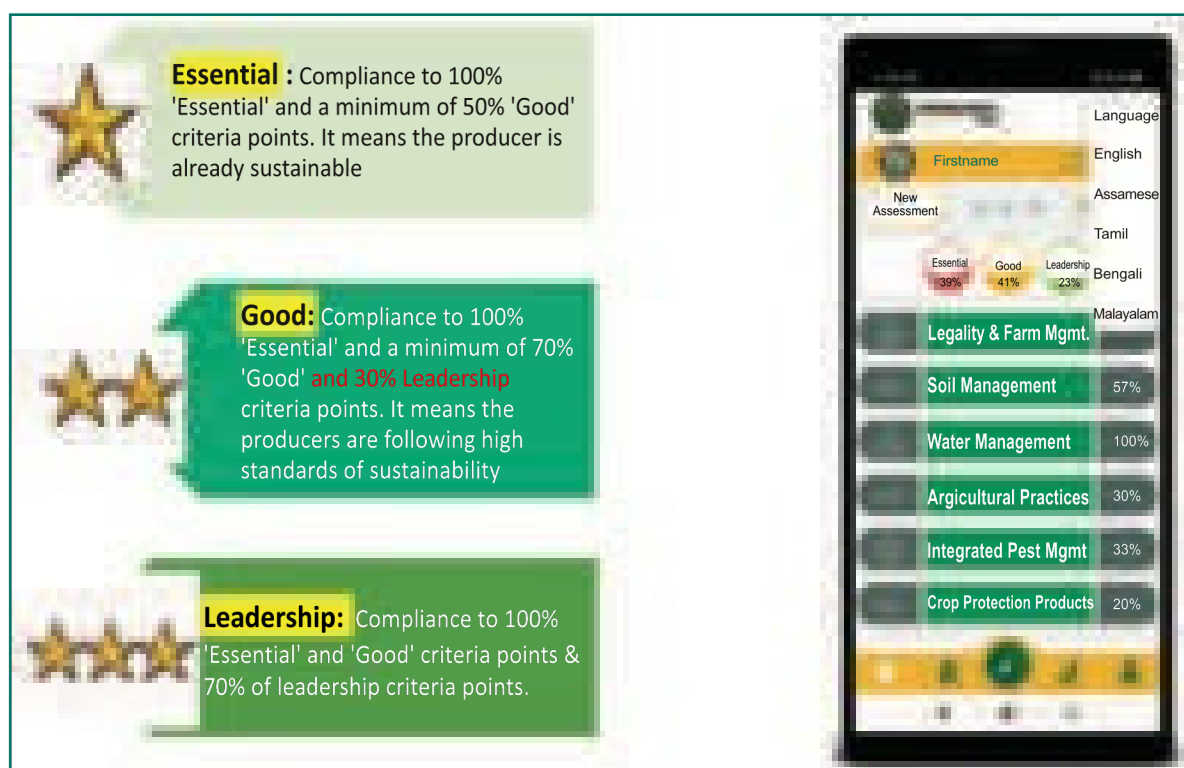 Essential : Compliance to 100%
'Essential' and a minimum of 50% 'Good'
criteria points. It means the producer is
already sustainable
Good: Compliance to 100%
'Essential' and a minimum of 70%
'Good' and 30% Leadership
criteria points. It means the
producers are following high
standards of sustainability
Leadership: Compliance to 100%
'Essential' and 'Good' criteria points &
70% of leadership criteria points.
Language
Firstname
English
New
Assessment
Assamese
Tamil
Essential
39%
Good
41%
Leadership
23%
Bengali
Malayalam
Legality & Farm Mgmt.
Soil Management 57%
Water Management 100%
Argicultural Practices 30%
Integrated Pest Mgmt 33%
Crop Protection Products 20%